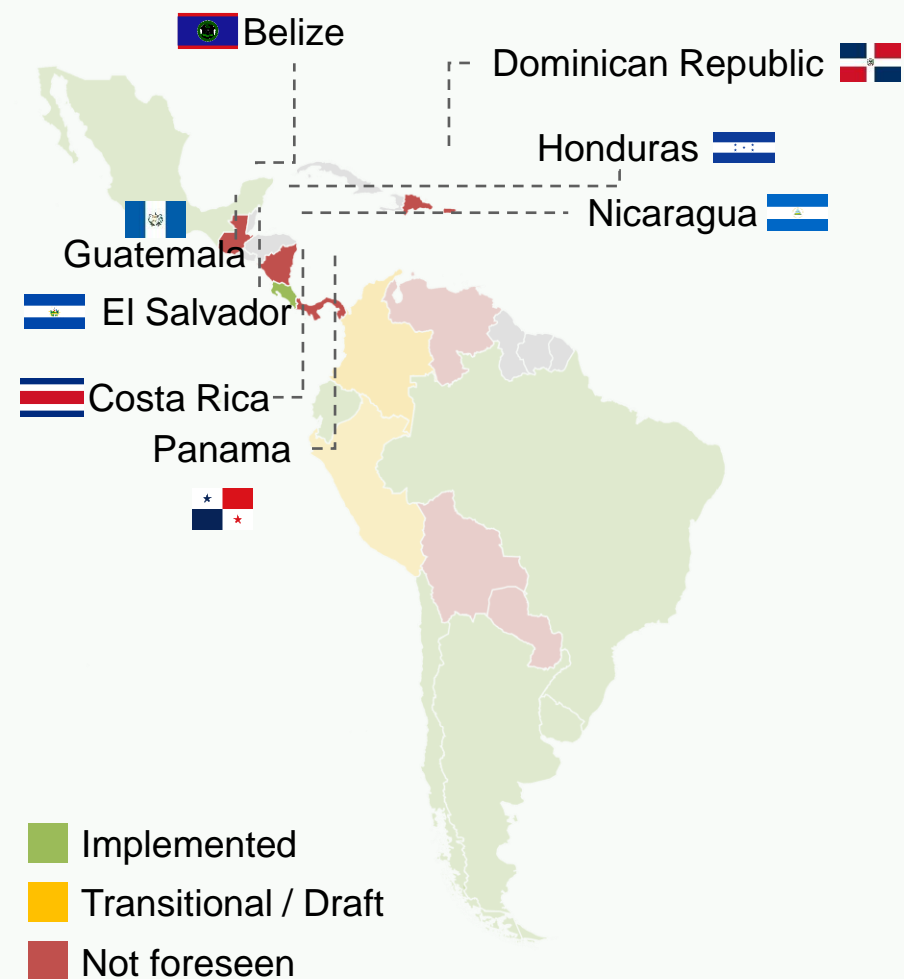 Belize
Dominican Republic
Honduras
Nicaragua
Guatemala
El Salvador
Costa Rica
Panama
Implemented
Transitional / Draft
Not foreseen